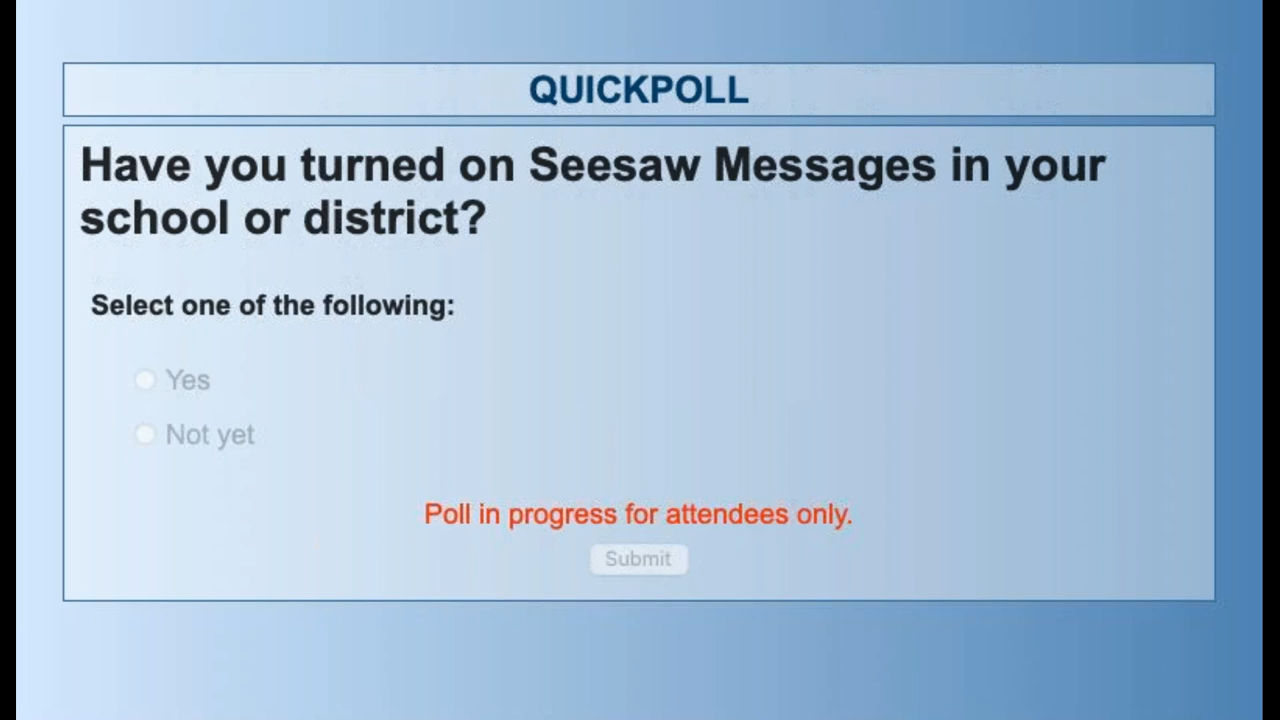 QUICKPOLL
Have you turned on Seesaw Messages in your
school or district?
Select one of the following:
Yes
Not yet
Poll in progress for attendees only.
Submit